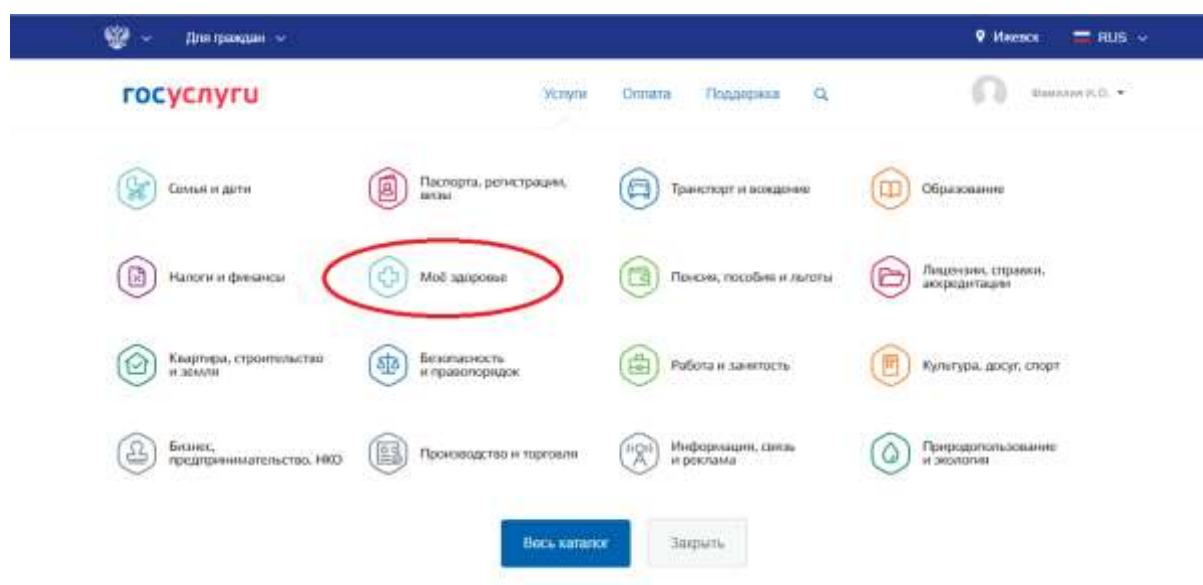 Для граждан
Ижевск
RUS
госуслуги
Услуги
Оплата
Поддержка
Фамилия И.О.
Семья и дети
Паспорта, регистрации,
визы
Транспорт и вождение
Образование
Налоги и финансы
Моё здоровье
Пенсия, пособия и льготы
Лицензии, справки,
аккредитации
Квартира, строительство
и земля
Безопасность
и правопорядок
Работа и занятость
Культура, досуг, спорт
Бизнес,
предпринимательство, НКО
Производство и торговля
Информация, связь
и реклама
Природопользование
и экология
Весь каталог
Закрыть